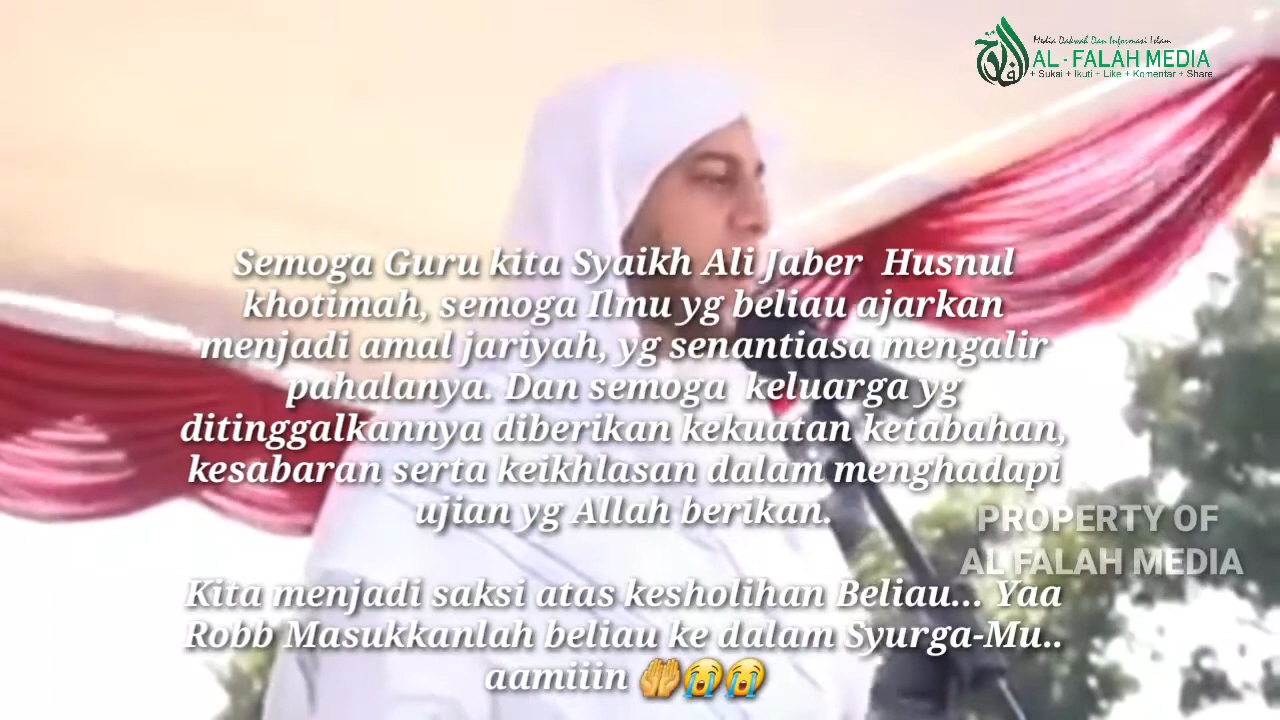 Media Dakwah Dan Informasi Islam
AL - FALAH MEDIA
+ Sukai + Ikuti + Like + Komentar + Share
Semoga Guru kita Syaikh Ali Jaber Husnul
khotimah, semoga Ilmu yg beliau ajarkan
menjadi amal jariyah, yg senantiasa mengalir
pahalanya. Dan semoga keluarga yg
ditinggalkannya diberikan kekuatan ketabahan,
kesabaran serta keikhlasan dalam menghadapi
ujian yg Allah berikan.
PROPERTY OF
AL FALAH MEDIA
Kita menjadi saksi atas kesholihan Beliau... Yaa
Robb Masukkanlah beliau ke dalam Syurga-Mu..
aamiiin 🤲😭😭